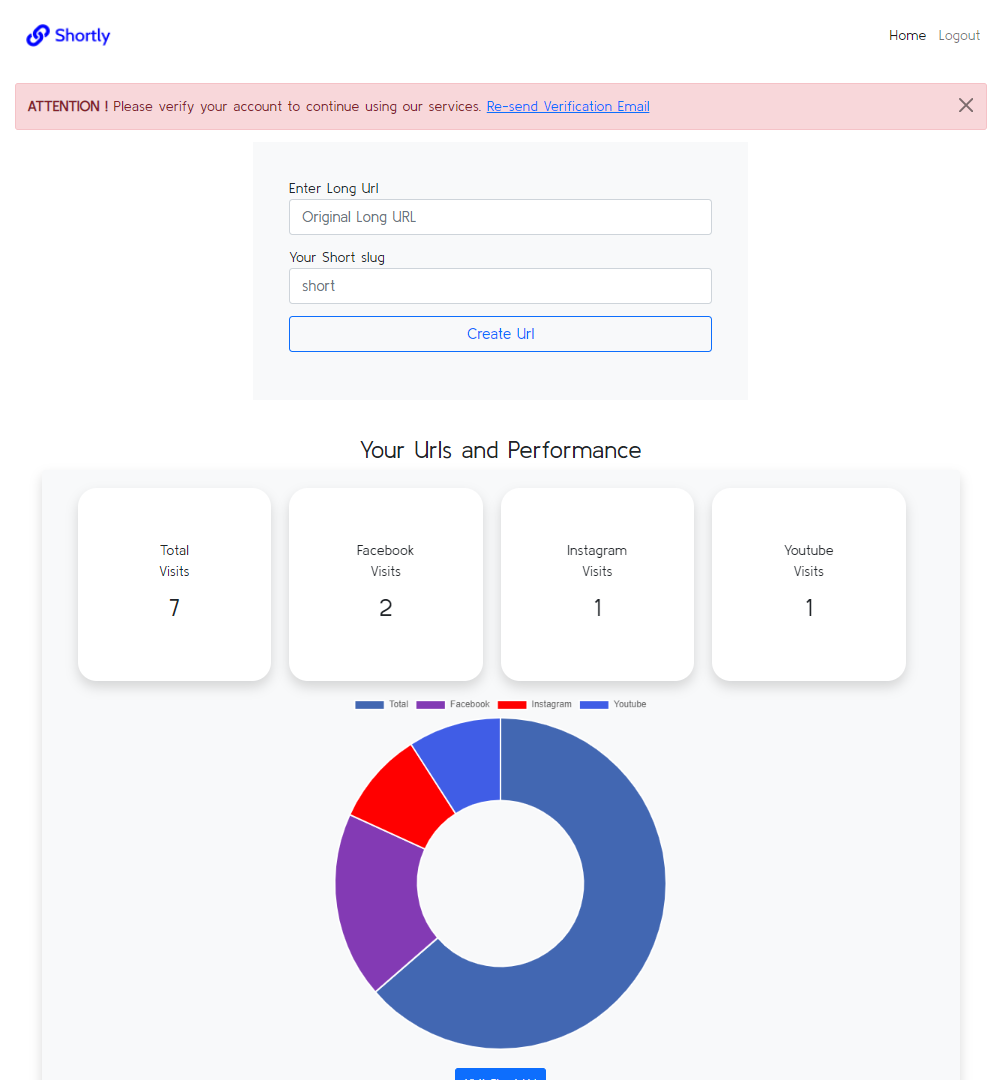 Shortly
Home Logout
ATTENTION ! Please verify your account to continue using our services. Re-send Verification Email
Enter Long Url
Original Long URL
Your Short slug
short
Create Url
Your Urls and Performance
Total
Visits
7
Facebook
Visits
2
Instagram
Visits
1
Youtube
Visits
1
Total Facebook Instagram Youtube